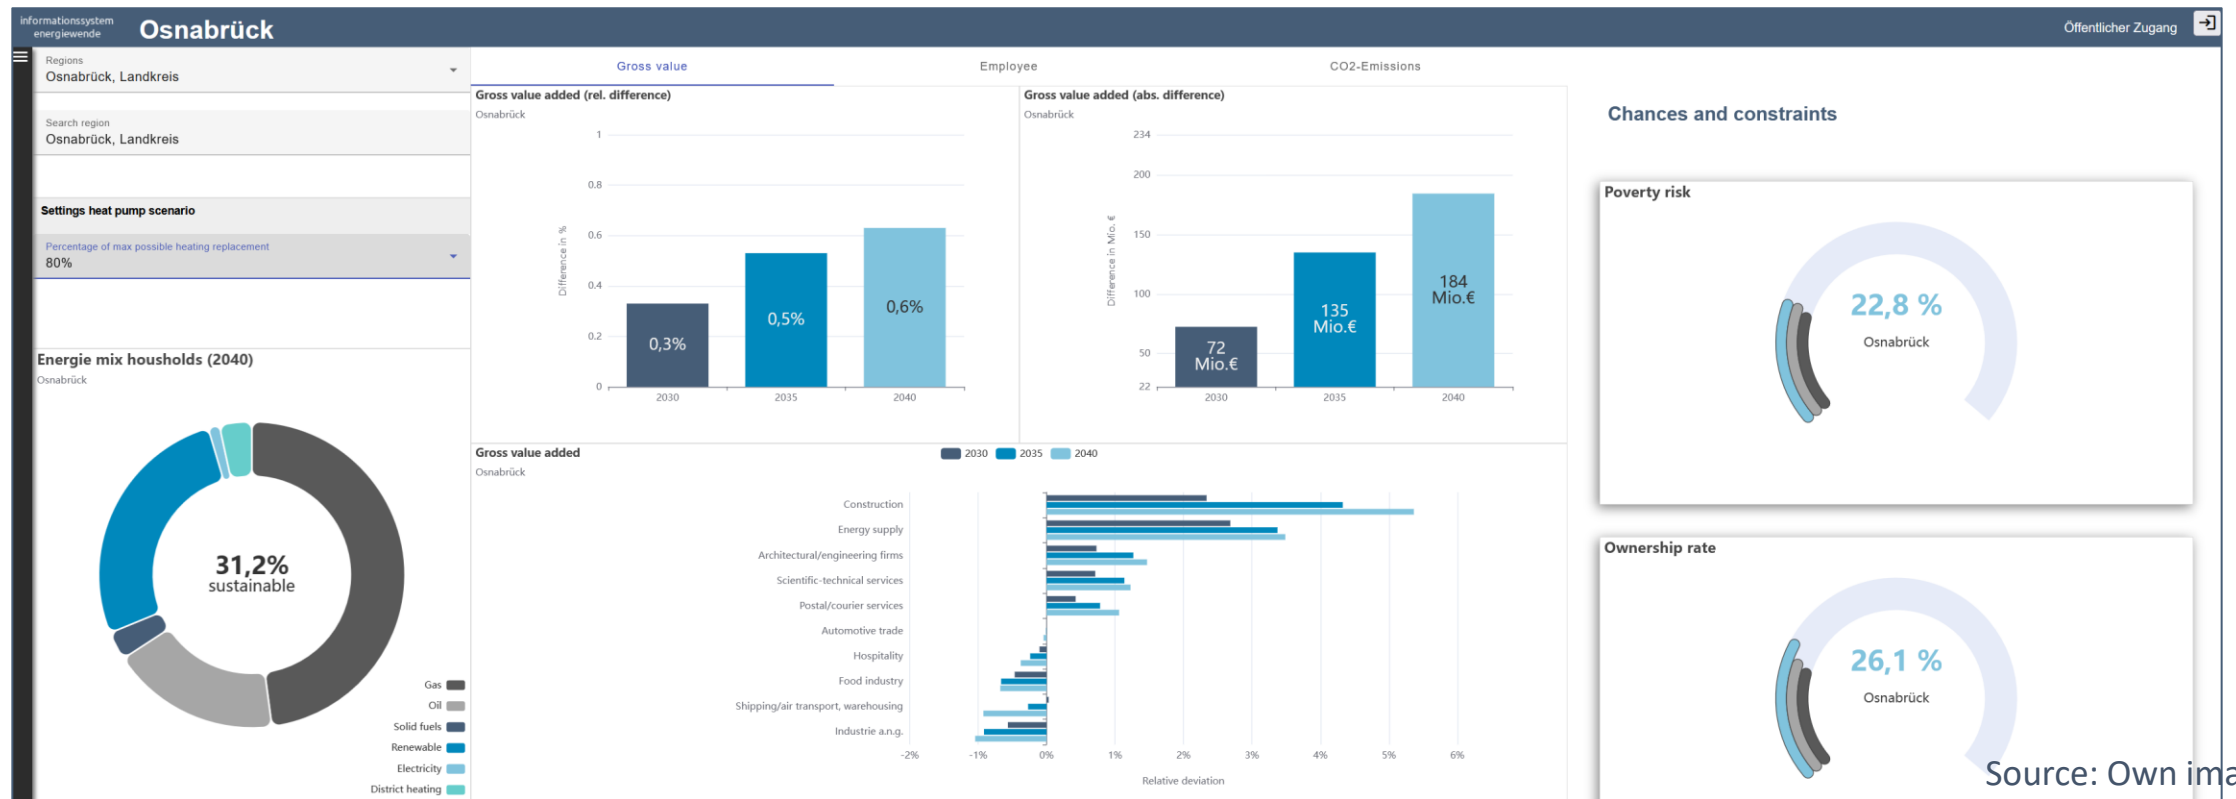 informationssystem
energiewende
Osnabrück
Öffentlicher Zugang
Regions
Osnabrück, Landkreis
Search region
Osnabrück, Landkreis
Settings heat pump scenario
Percentage of max possible heating replacement
80%
Energie mix housholds (2040)
Osnabrück
31,2%
sustainable
Gas
Oil
Solid fuels
Renewable
Electricity
District heating
Gross value
Employee
CO2-Emissions
Gross value added (rel. difference)
Osnabrück
Difference in %
1
0.8
0.6
0.4
0.2
0
0,3%
0,5%
0,6%
2030
2035
2040
Gross value added (abs. difference)
Osnabrück
Difference in Mio. €
234
200
150
100
50
22
72
Mio.€
135
Mio.€
184
Mio.€
2030
2035
2040
Gross value added
Osnabrück
2030
2035
2040
Construction
Energy supply
Architectural/engineering firms
Scientific-technical services
Postal/courier services
Automotive trade
Hospitality
Food industry
Shipping/air transport, warehousing
Industrie a.n.g.
-2%
-1%
0%
1%
2%
3%
4%
5%
6%
Relative deviation
Chances and constraints
Poverty risk
22,8 %
Osnabrück
Ownership rate
26,1 %
Osnabrück
Source: Own ima